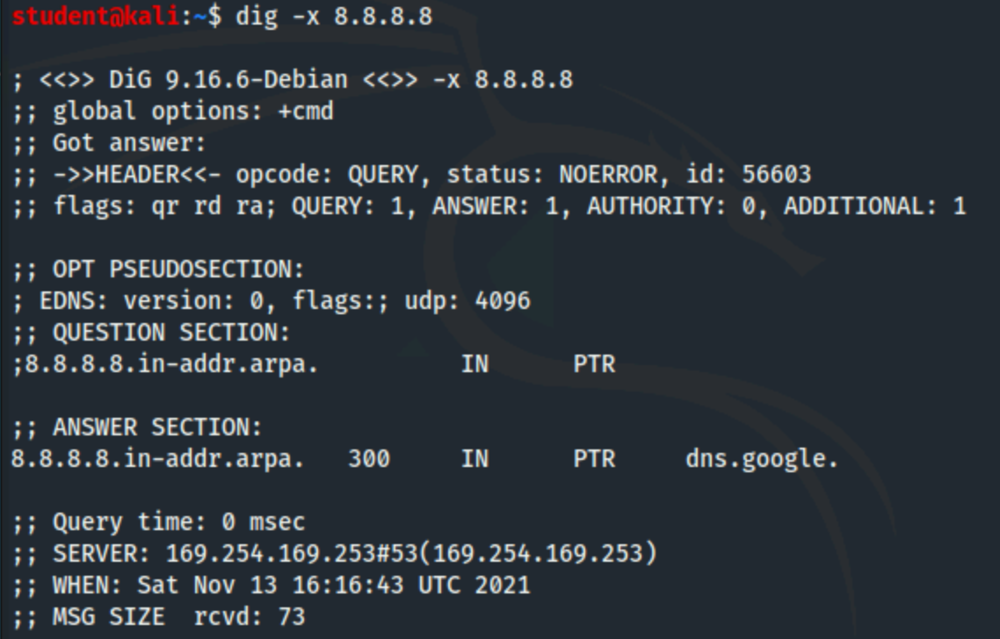 student@kali:~$ dig -x 8.8.8.8
; <<>> DiG 9.16.6-Debian <<>> -x 8.8.8.8
;; global options: +cmd
;; Got answer:
;; ->>HEADER<<- opcode: QUERY, status: NOERROR, id: 56603
;; flags: qr rd ra; QUERY: 1, ANSWER: 1, AUTHORITY: 0, ADDITIONAL: 1
;; OPT PSEUDOSECTION:
; EDNS: version: 0, flags:; udp: 4096
;; QUESTION SECTION:
;8.8.8.8.in-addr.arpa. IN PTR
;; ANSWER SECTION:
8.8.8.8.in-addr.arpa. 300 IN PTR dns.google.
;; Query time: 0 msec
;; SERVER: 169.254.169.253#53(169.254.169.253)
;; WHEN: Sat Nov 13 16:16:43 UTC 2021
;; MSG SIZE rcvd: 73